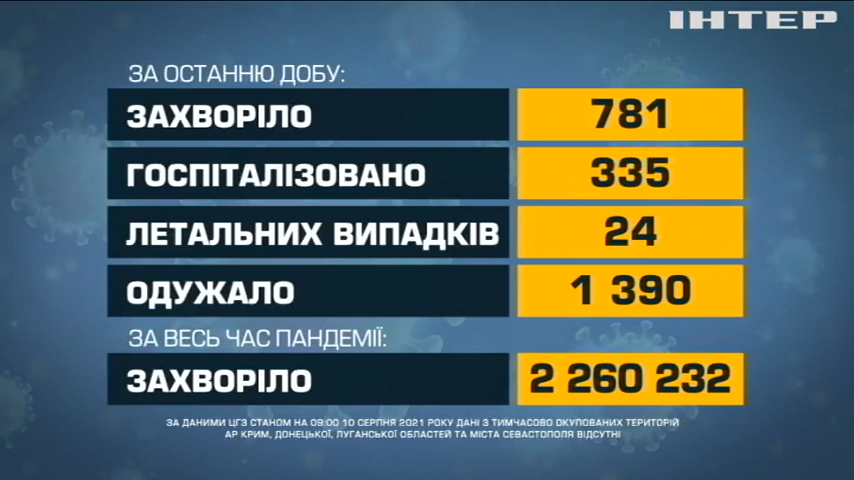 ІНТЕР
ЗА ОСТАННЮ ДОБУ:
ЗАХВОРІЛО 781
ГОСПІТАЛІЗОВАНО 335
ЛЕТАЛЬНИХ ВИПАДКІВ 24
ОДУЖАЛО 1 390
ЗА ВЕСЬ ЧАС ПАНДЕМІЇ:
ЗАХВОРІЛО 2 260 232
ЗА ДАНИМИ ЦГЗ СТАНОМ НА 09:00 10 СЕРПНЯ 2021 РОКУ ДАНІ З ТИМЧАСОВО ОКУПОВАНИХ ТЕРИТОРІЙ
АР КРИМ, ДОНЕЦЬКОЇ, ЛУГАНСЬКОЇ ОБЛАСТЕЙ ТА МІСТА СЕВАСТОПОЛЯ ВІДСУТНІ